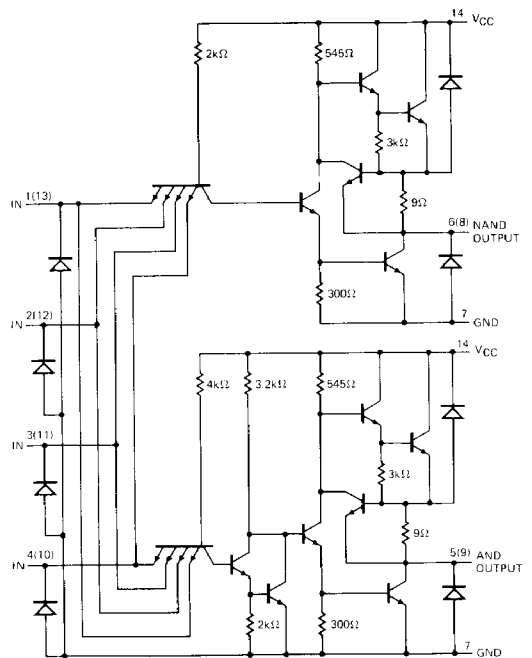 14 VCC
2kΩ
545Ω
3kΩ
1(13)
IN
9Ω
6(8) NAND
OUTPUT
300Ω
7
GND
2(12)
IN
14
VCC
4kΩ
3.2kΩ
545Ω
3(11)
IN
3kΩ
9Ω
4(10)
IN
5(9) AND
OUTPUT
2kΩ
300Ω
7
GND